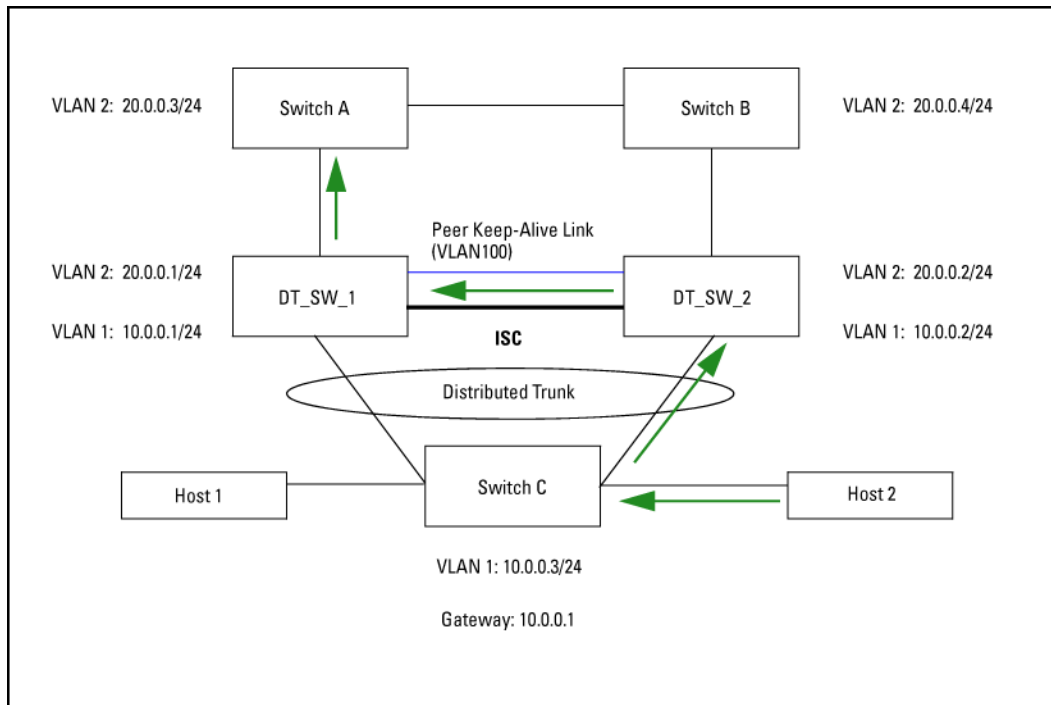 Switch A
Switch B
VLAN 2: 20.0.0.3/24
VLAN 2: 20.0.0.4/24
Peer Keep-Alive Link
(VLAN100)
VLAN 2: 20.0.0.1/24
VLAN 2: 20.0.0.2/24
DT_SW_1
DT_SW_2
VLAN 1: 10.0.0.1/24
VLAN 1: 10.0.0.2/24
ISC
Distributed Trunk
Host 1
Switch C
Host 2
VLAN 1: 10.0.0.3/24
Gateway: 10.0.0.1